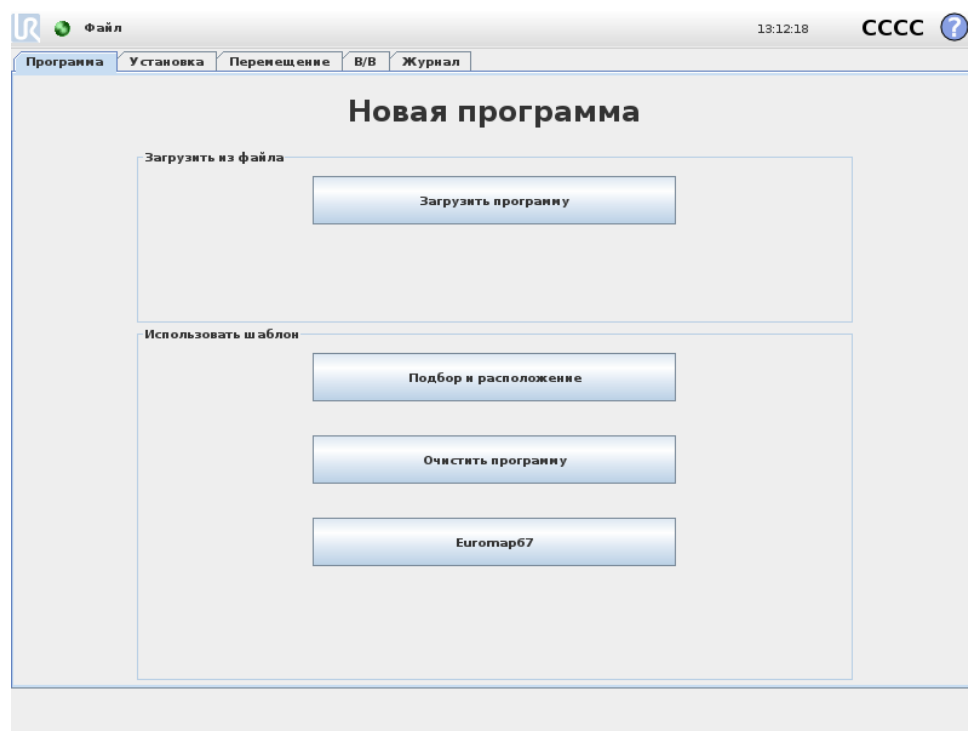 UR Файл 13:12:18 CCCC ?
Программа Установка Перемещение В/В Журнал
Новая программа
Загрузить из файла
Загрузить программу
Использовать шаблон
Подбор и расположение
Очистить программу
Euromap67